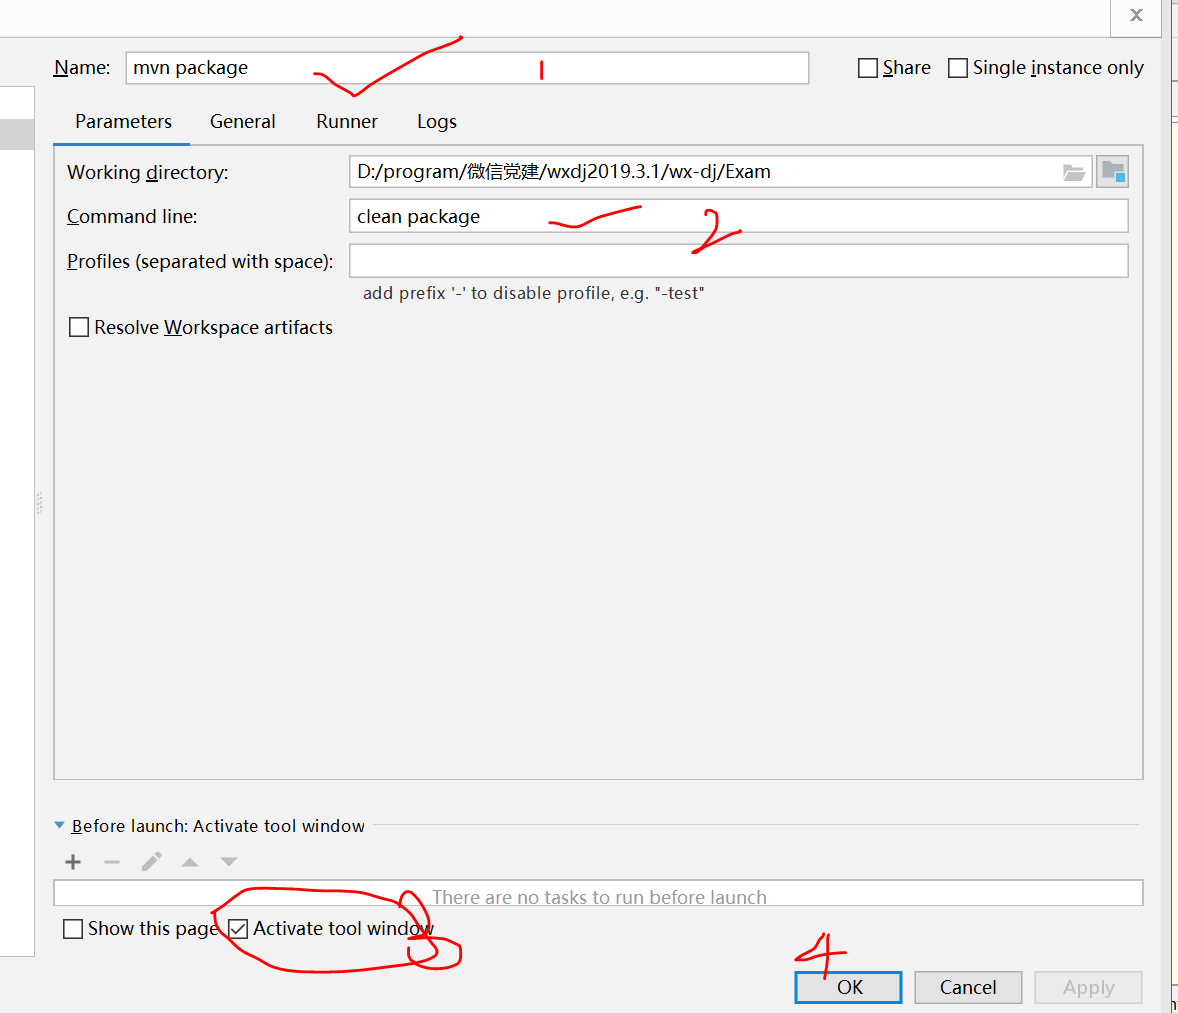 Name: mvn package 1 Share Single instance only
Parameters General Runner Logs
Working directory: D:/program/微信党建/wxdj2019.3.1/wx-dj/Exam
Command line: clean package 2
Profiles (separated with space):
add prefix '-' to disable profile, e.g. "-test"
Resolve Workspace artifacts
Before launch: Activate tool window
There are no tasks to run before launch
Show this page Activate tool window 3
4
OK Cancel Apply